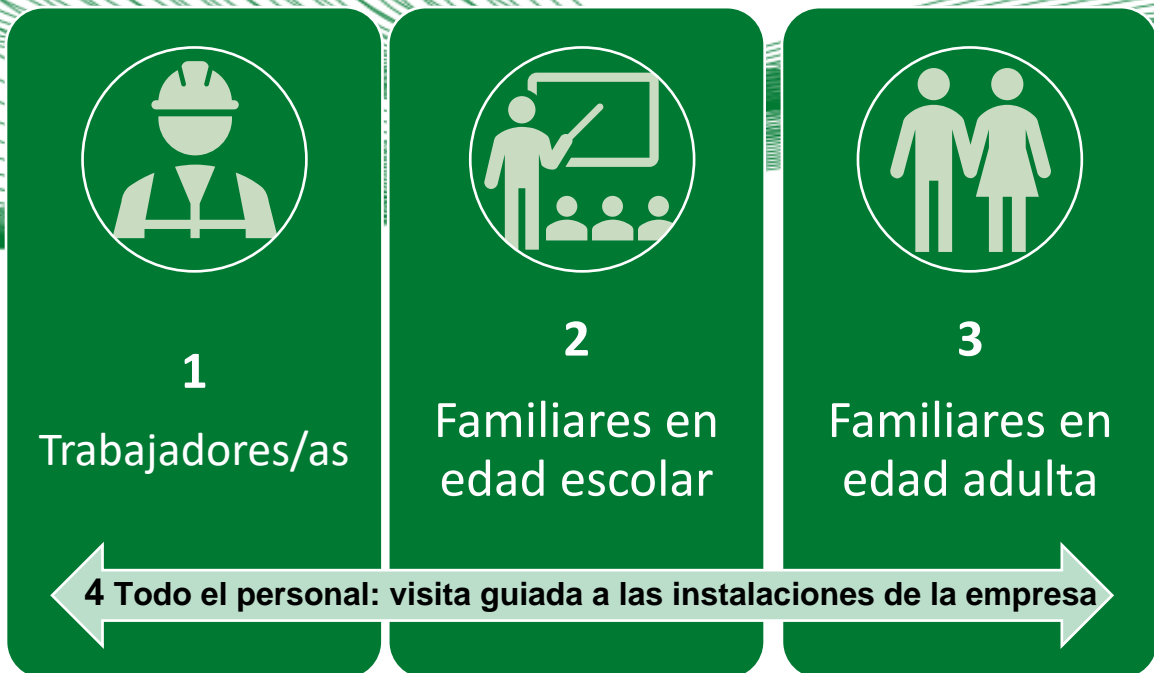 1
Trabajadores/as
2
Familiares en
edad escolar
3
Familiares en
edad adulta
4 Todo el personal: visita guiada a las instalaciones de la empresa